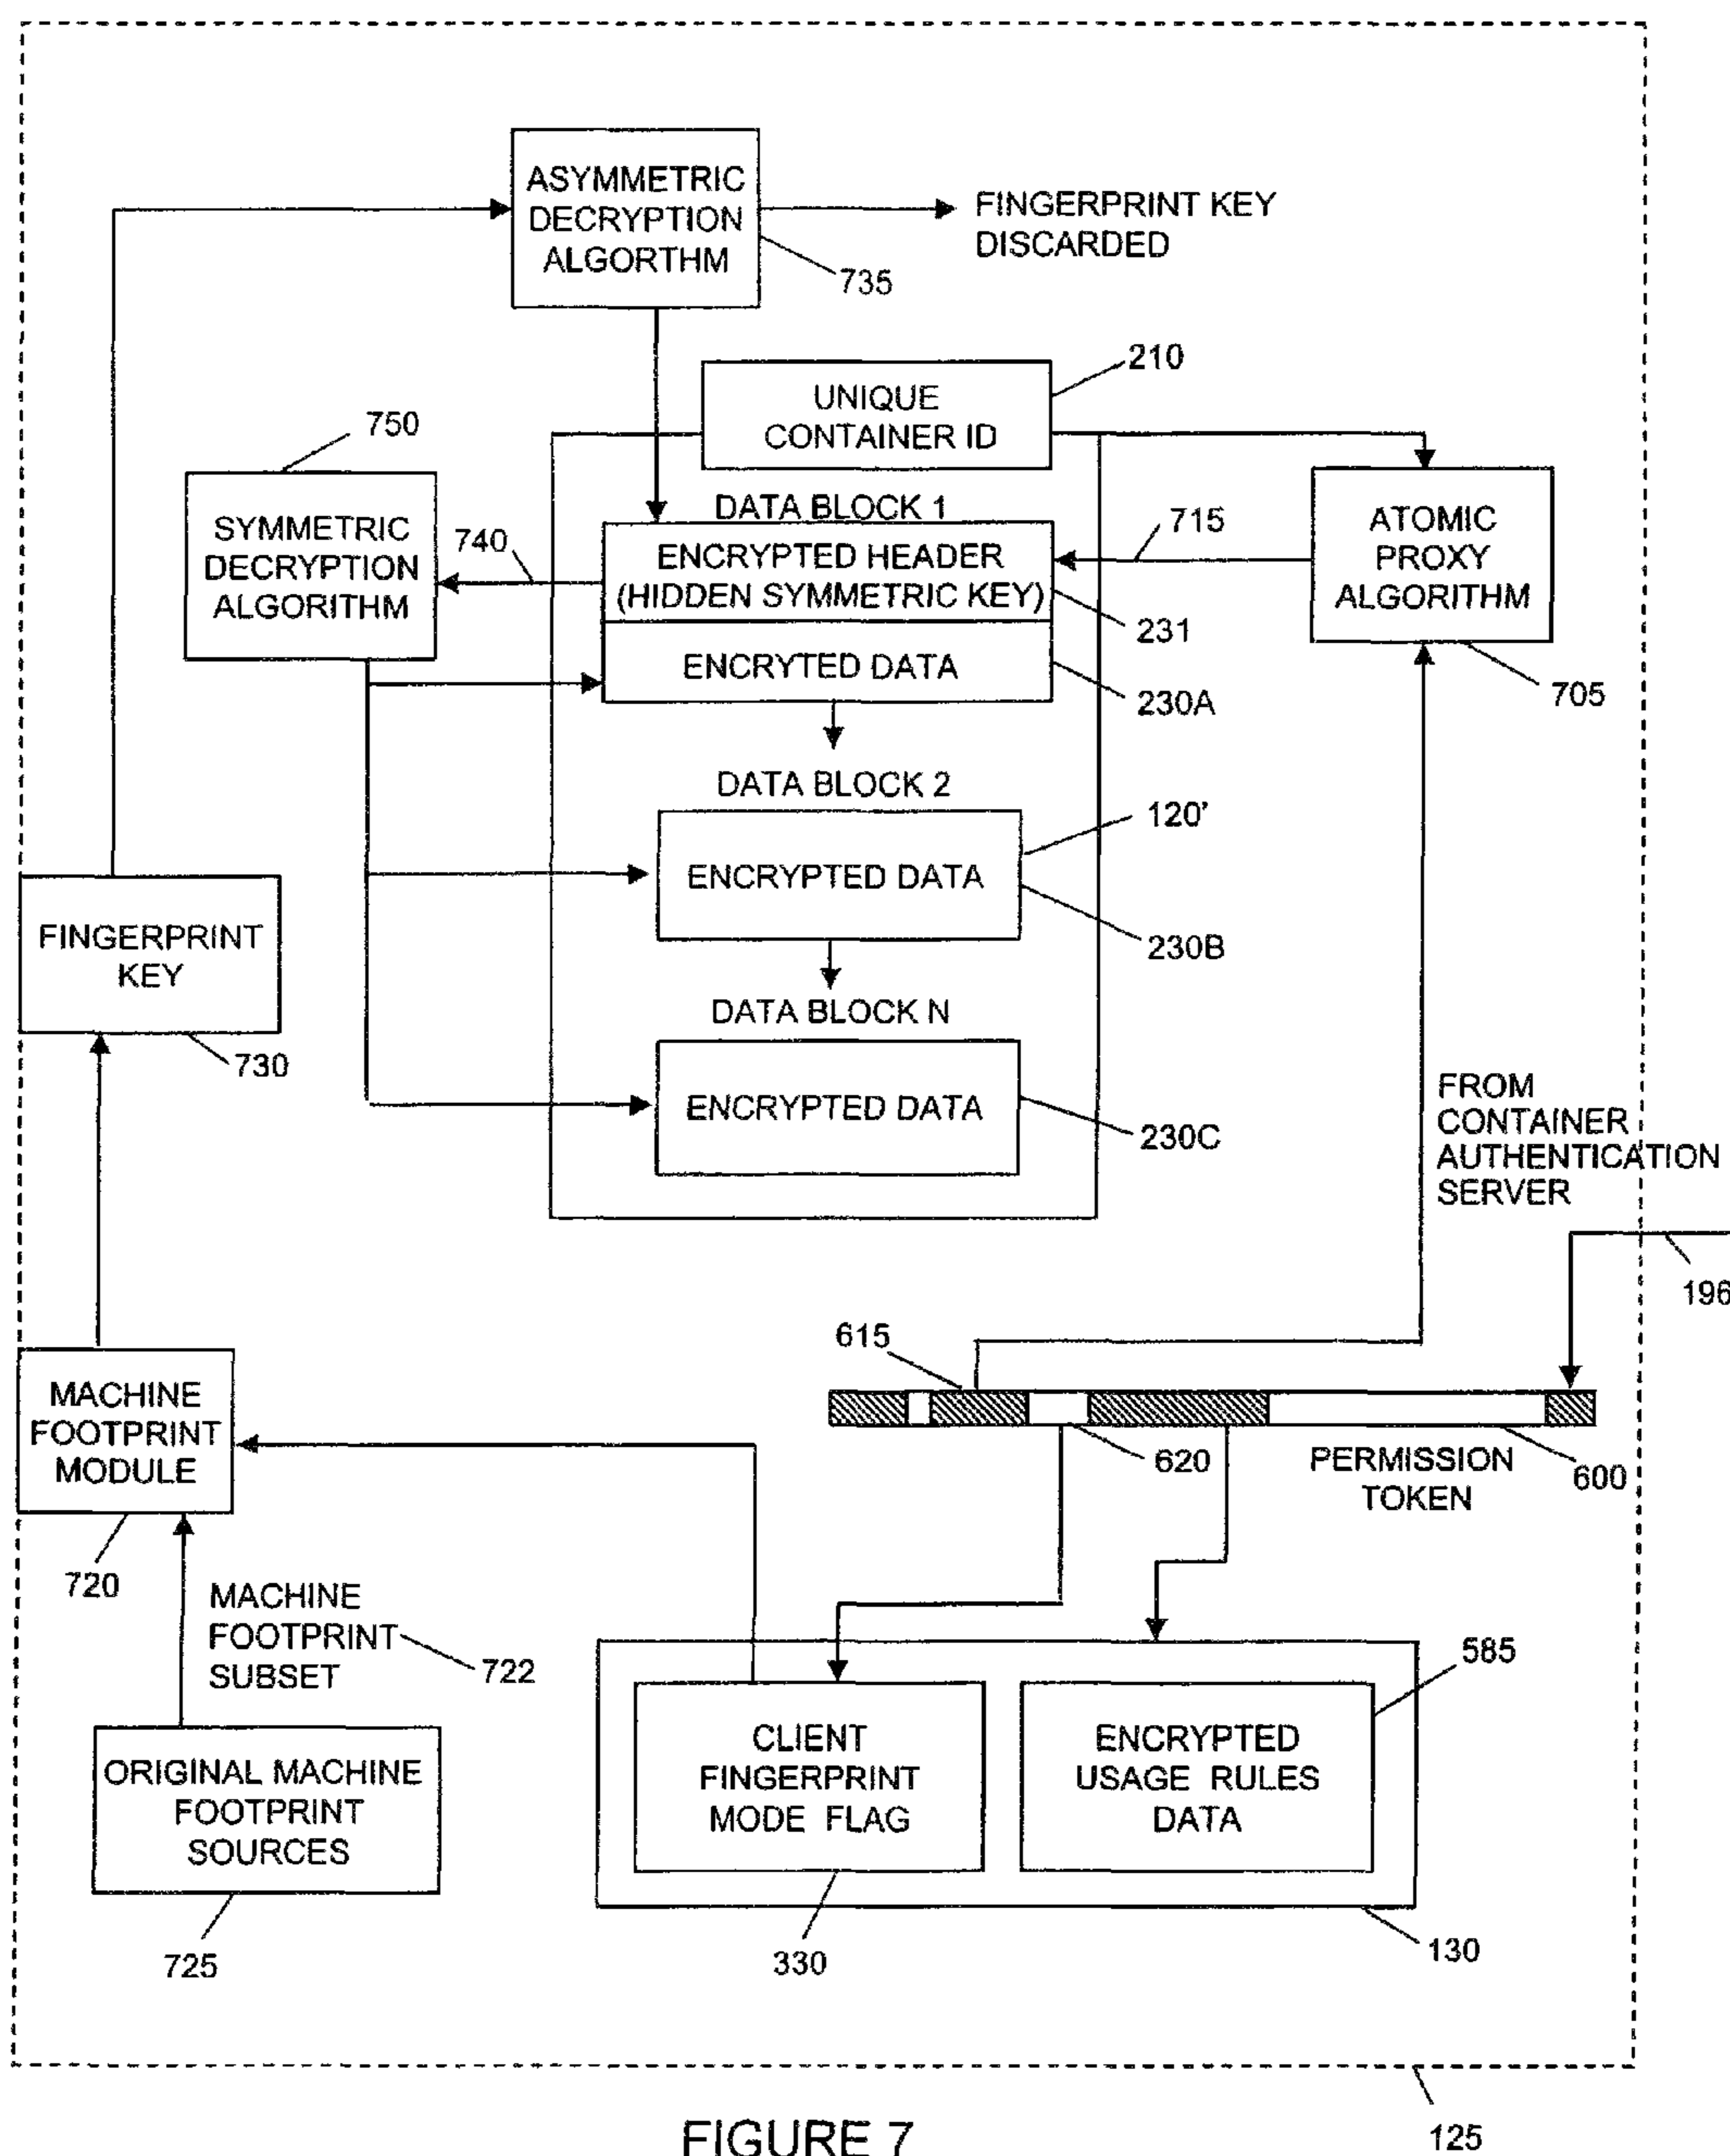 ASYMMETRIC
DECRYPTION
ALGORTHM
735
FINGERPRINT KEY
DISCARDED
210
UNIQUE
CONTAINER ID
750
SYMMETRIC
DECRYPTION
ALGORITHM
740
DATA BLOCK 1
ENCRYPTED HEADER
(HIDDEN SYMMETRIC KEY)
715
231
ATOMIC
PROXY
ALGORITHM
705
ENCRYTED DATA
230A
DATA BLOCK 2
120'
ENCRYPTED DATA
230B
FINGERPRINT
KEY
730
DATA BLOCK N
ENCRYPTED DATA
230C
FROM
CONTAINER
AUTHENTICATION
SERVER
196
615
620
PERMISSION
TOKEN
600
MACHINE
FOOTPRINT
MODULE
720
MACHINE
FOOTPRINT
SUBSET
722
ORIGINAL MACHINE
FOOTPRINT
SOURCES
725
CLIENT
FINGERPRINT
MODE FLAG
330
585
ENCRYPTED
USAGE RULES
DATA
130
125
FIGURE 7